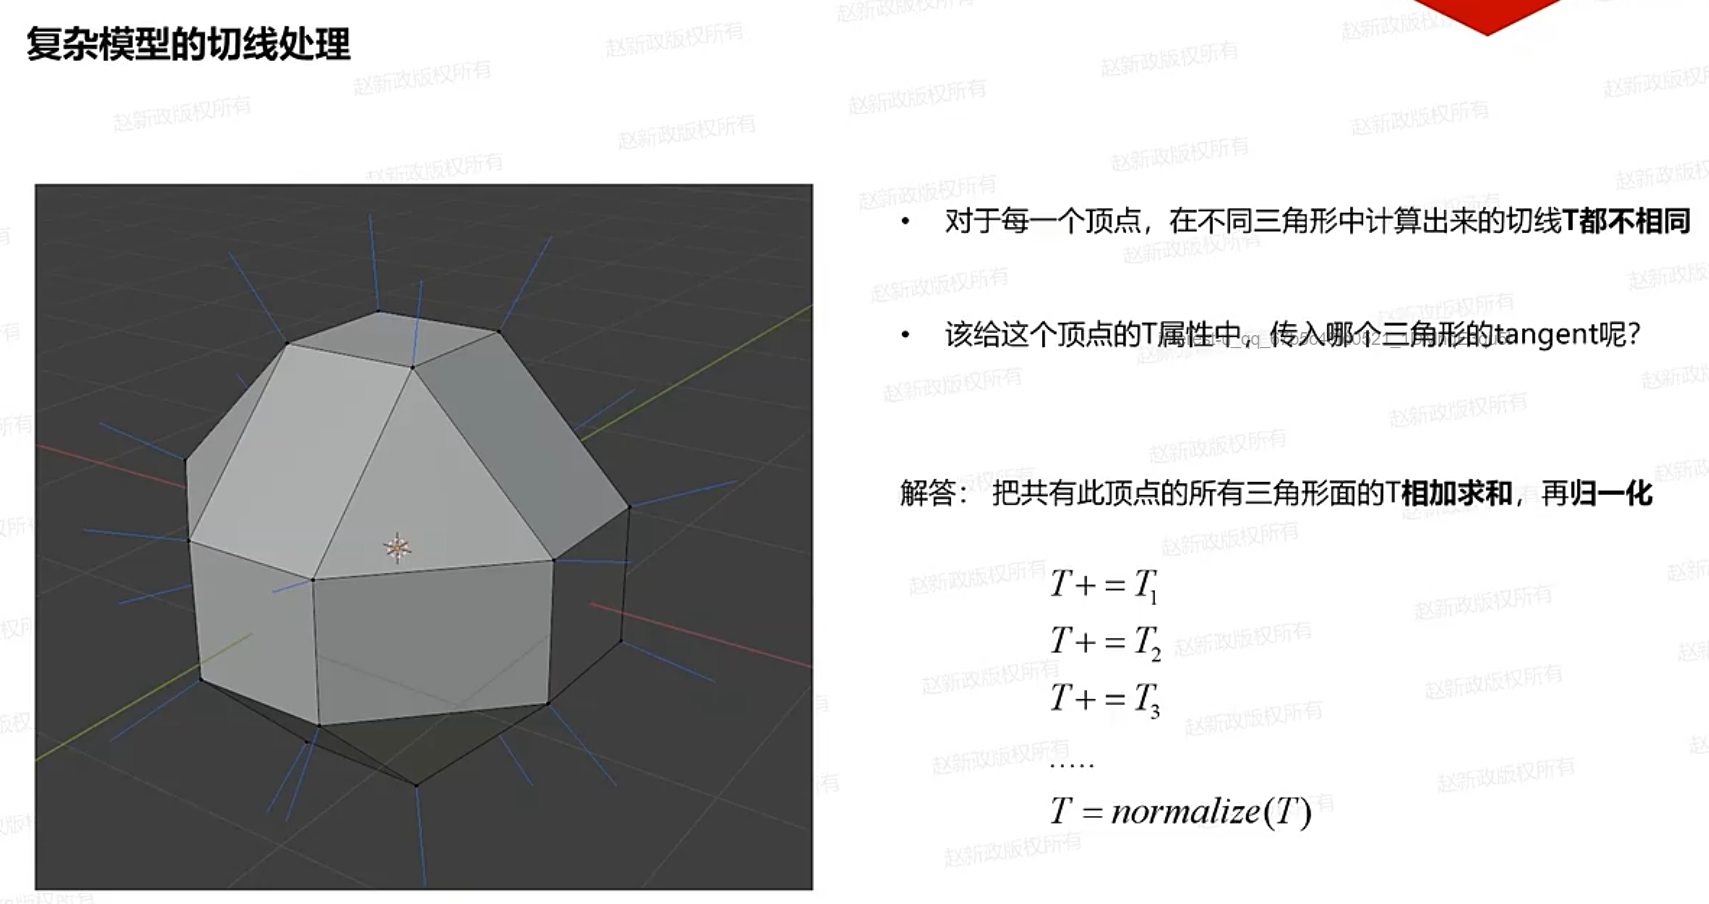 复杂模型的切线处理
• 对于每一个顶点，在不同三角形中计算出来的切线T都不相同
• 该给这个顶点的T属性中，传入哪个三角形的tangent呢？
解答： 把共有此顶点的所有三角形面的T相加求和，再归一化
T + = T₁
T + = T₂
T + = T₃
.....
T = normalize(T)
赵新政版权所有